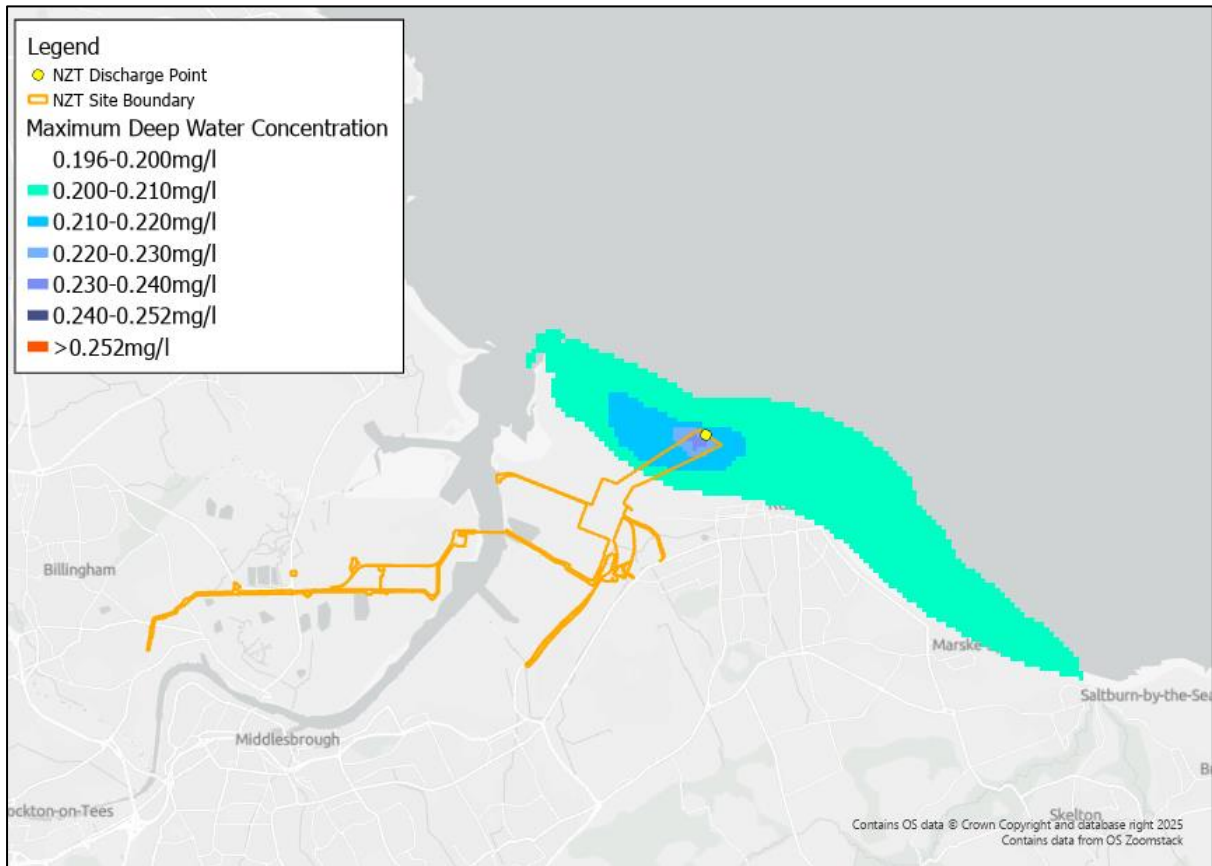 Legend
NZT Discharge Point
NZT Site Boundary
Maximum Deep Water Concentration
0.196-0.200mg/l
0.200-0.210mg/l
0.210-0.220mg/l
0.220-0.230mg/l
0.230-0.240mg/l
0.240-0.252mg/l
>0.252mg/l
Billingham
Marske
Saltburn-by-the-Sea
Middlesbrough
ockton-on-Tees
Skelton
Contains OS data © Crown Copyright and database right 2025
Contains data from OS Zoomstack